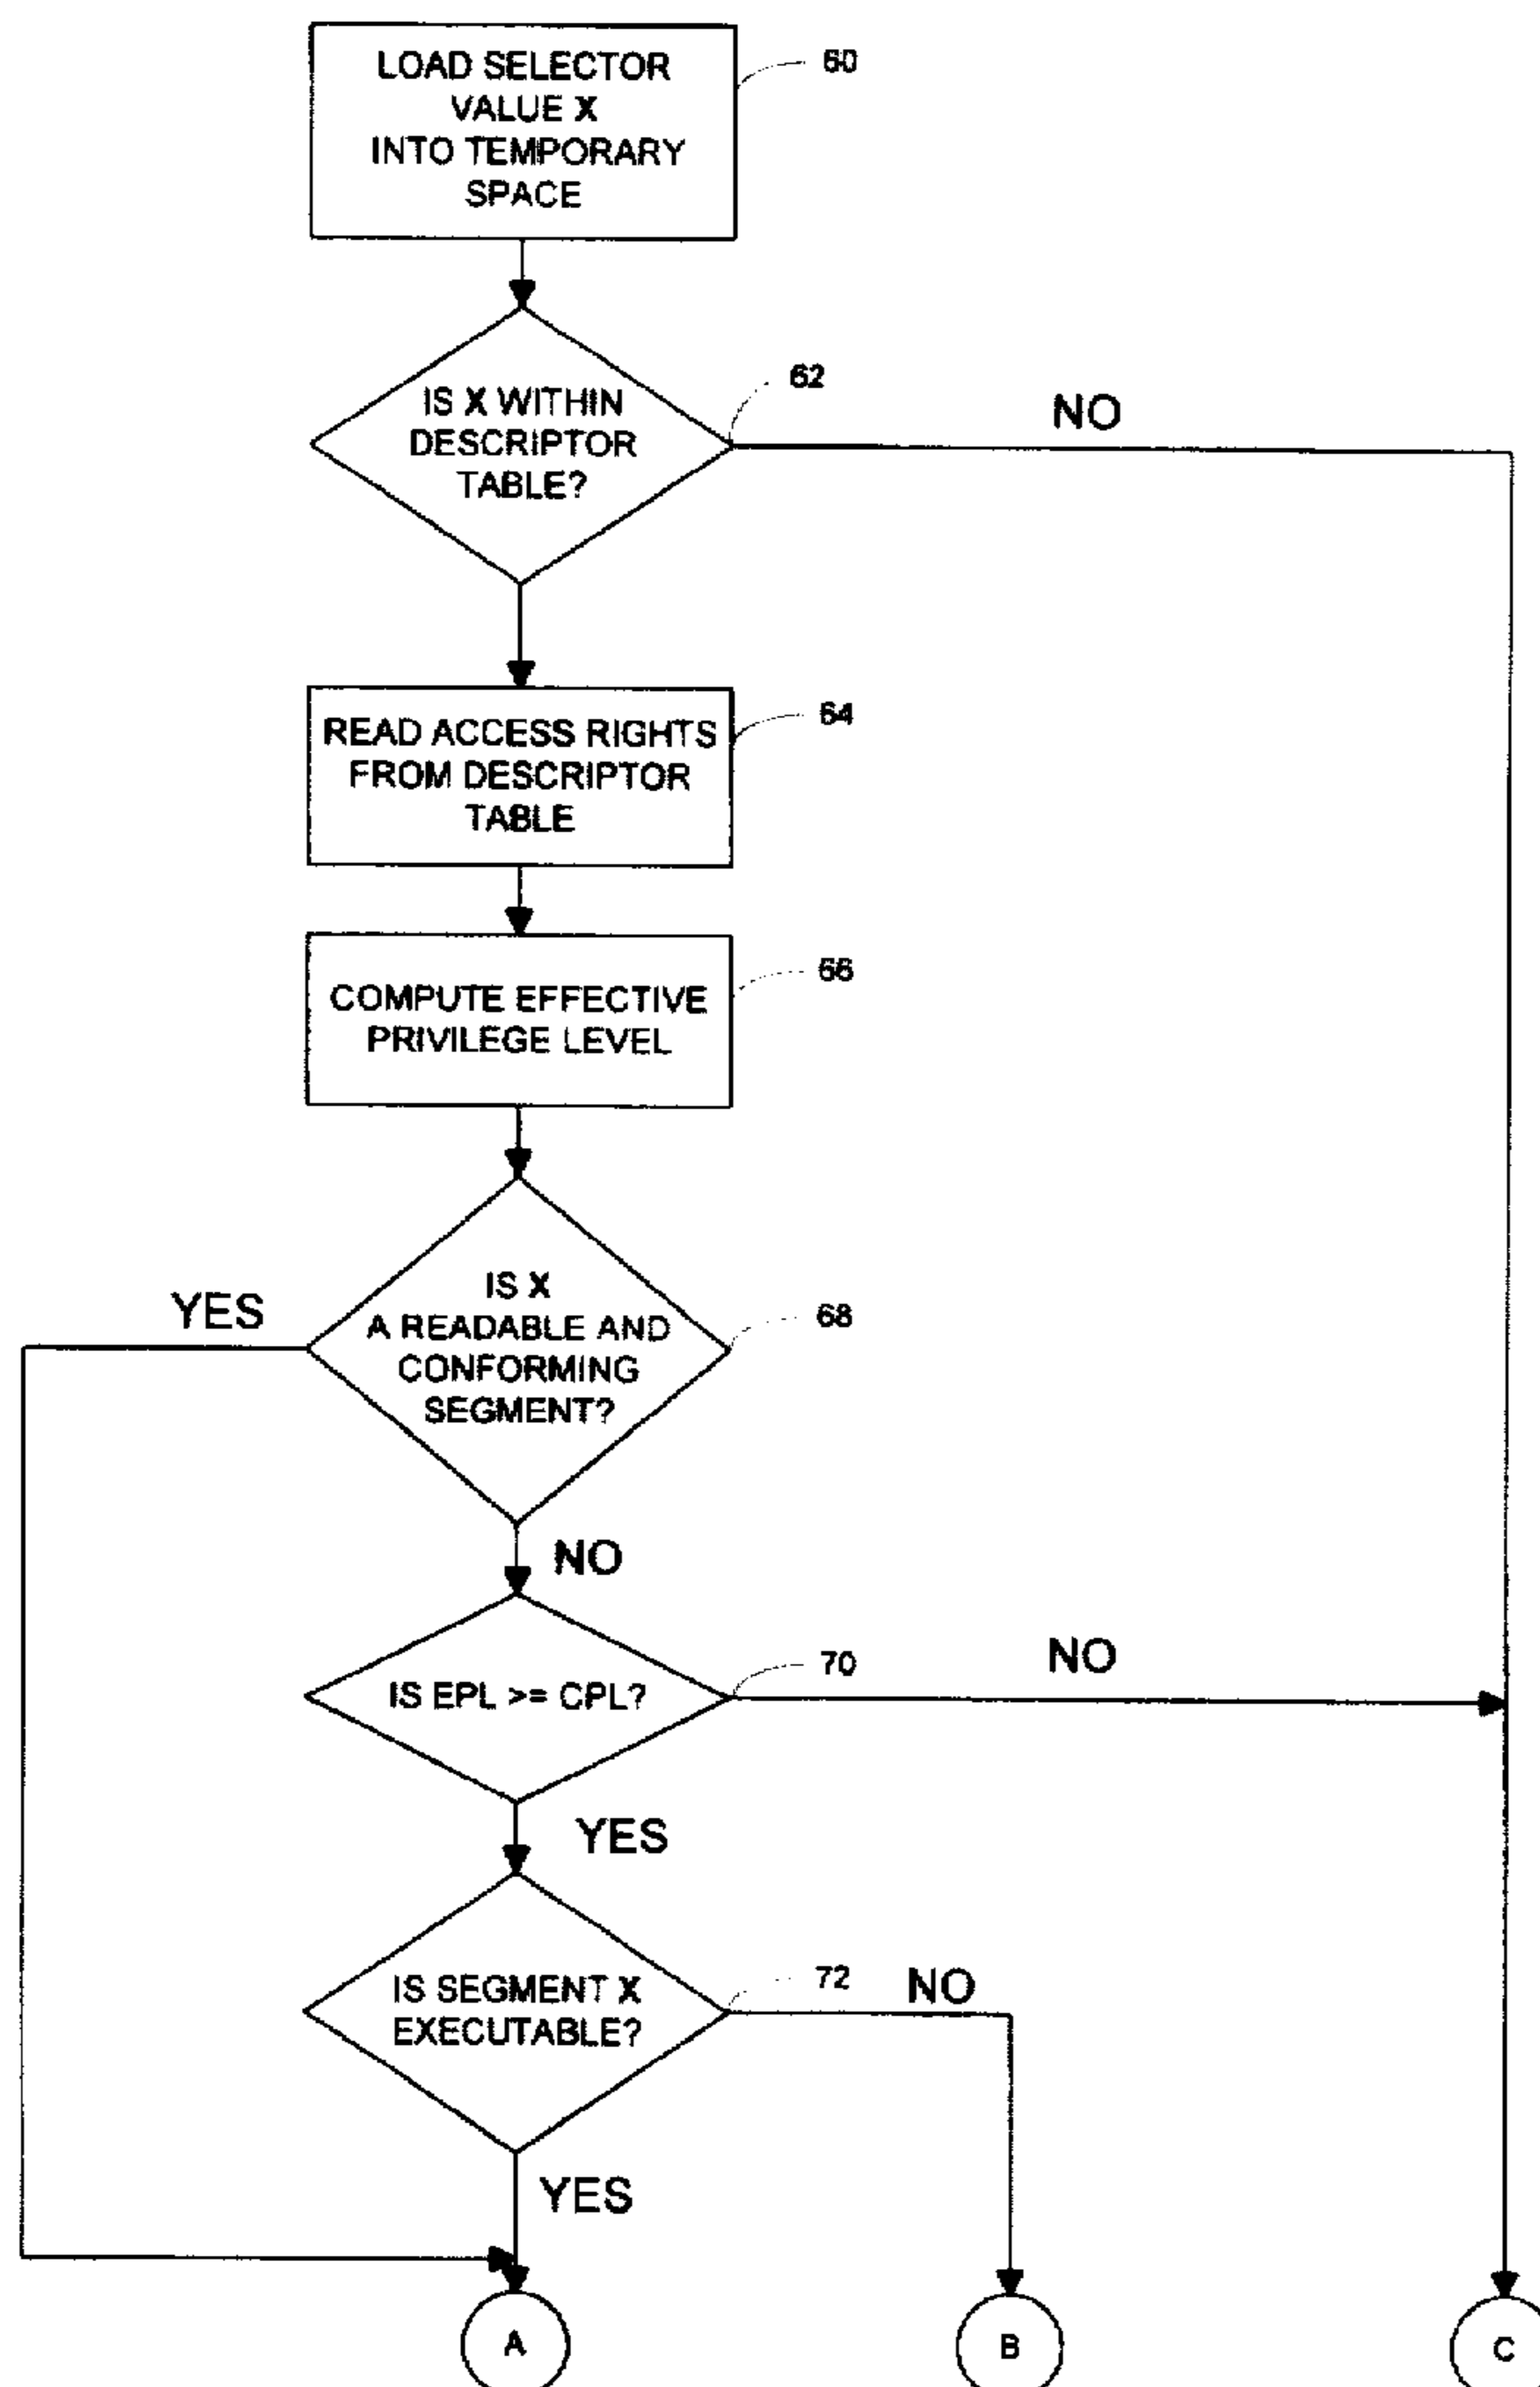 LOAD SELECTOR
VALUE X
INTO TEMPORARY
SPACE
60
IS X WITHIN
DESCRIPTOR
TABLE?
62
NO
READ ACCESS RIGHTS
FROM DESCRIPTOR
TABLE
64
COMPUTE EFFECTIVE
PRIVILEGE LEVEL
66
YES
IS X
A READABLE AND
CONFORMING
SEGMENT?
68
NO
IS EPL >= CPL?
70
NO
YES
IS SEGMENT X
EXECUTABLE?
72
NO
YES
A
B
C